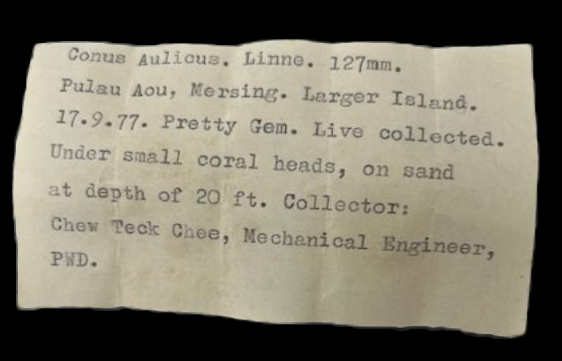 Conus Aulicus. Linne. 127mm.
Pulau Aou, Mersing. Larger Island.
17.9.77. Pretty Gem. Live collected.
Under small coral heads, on sand
at depth of 20 ft. Collector:
Chew Teck Chee, Mechanical Engineer,
PWD.